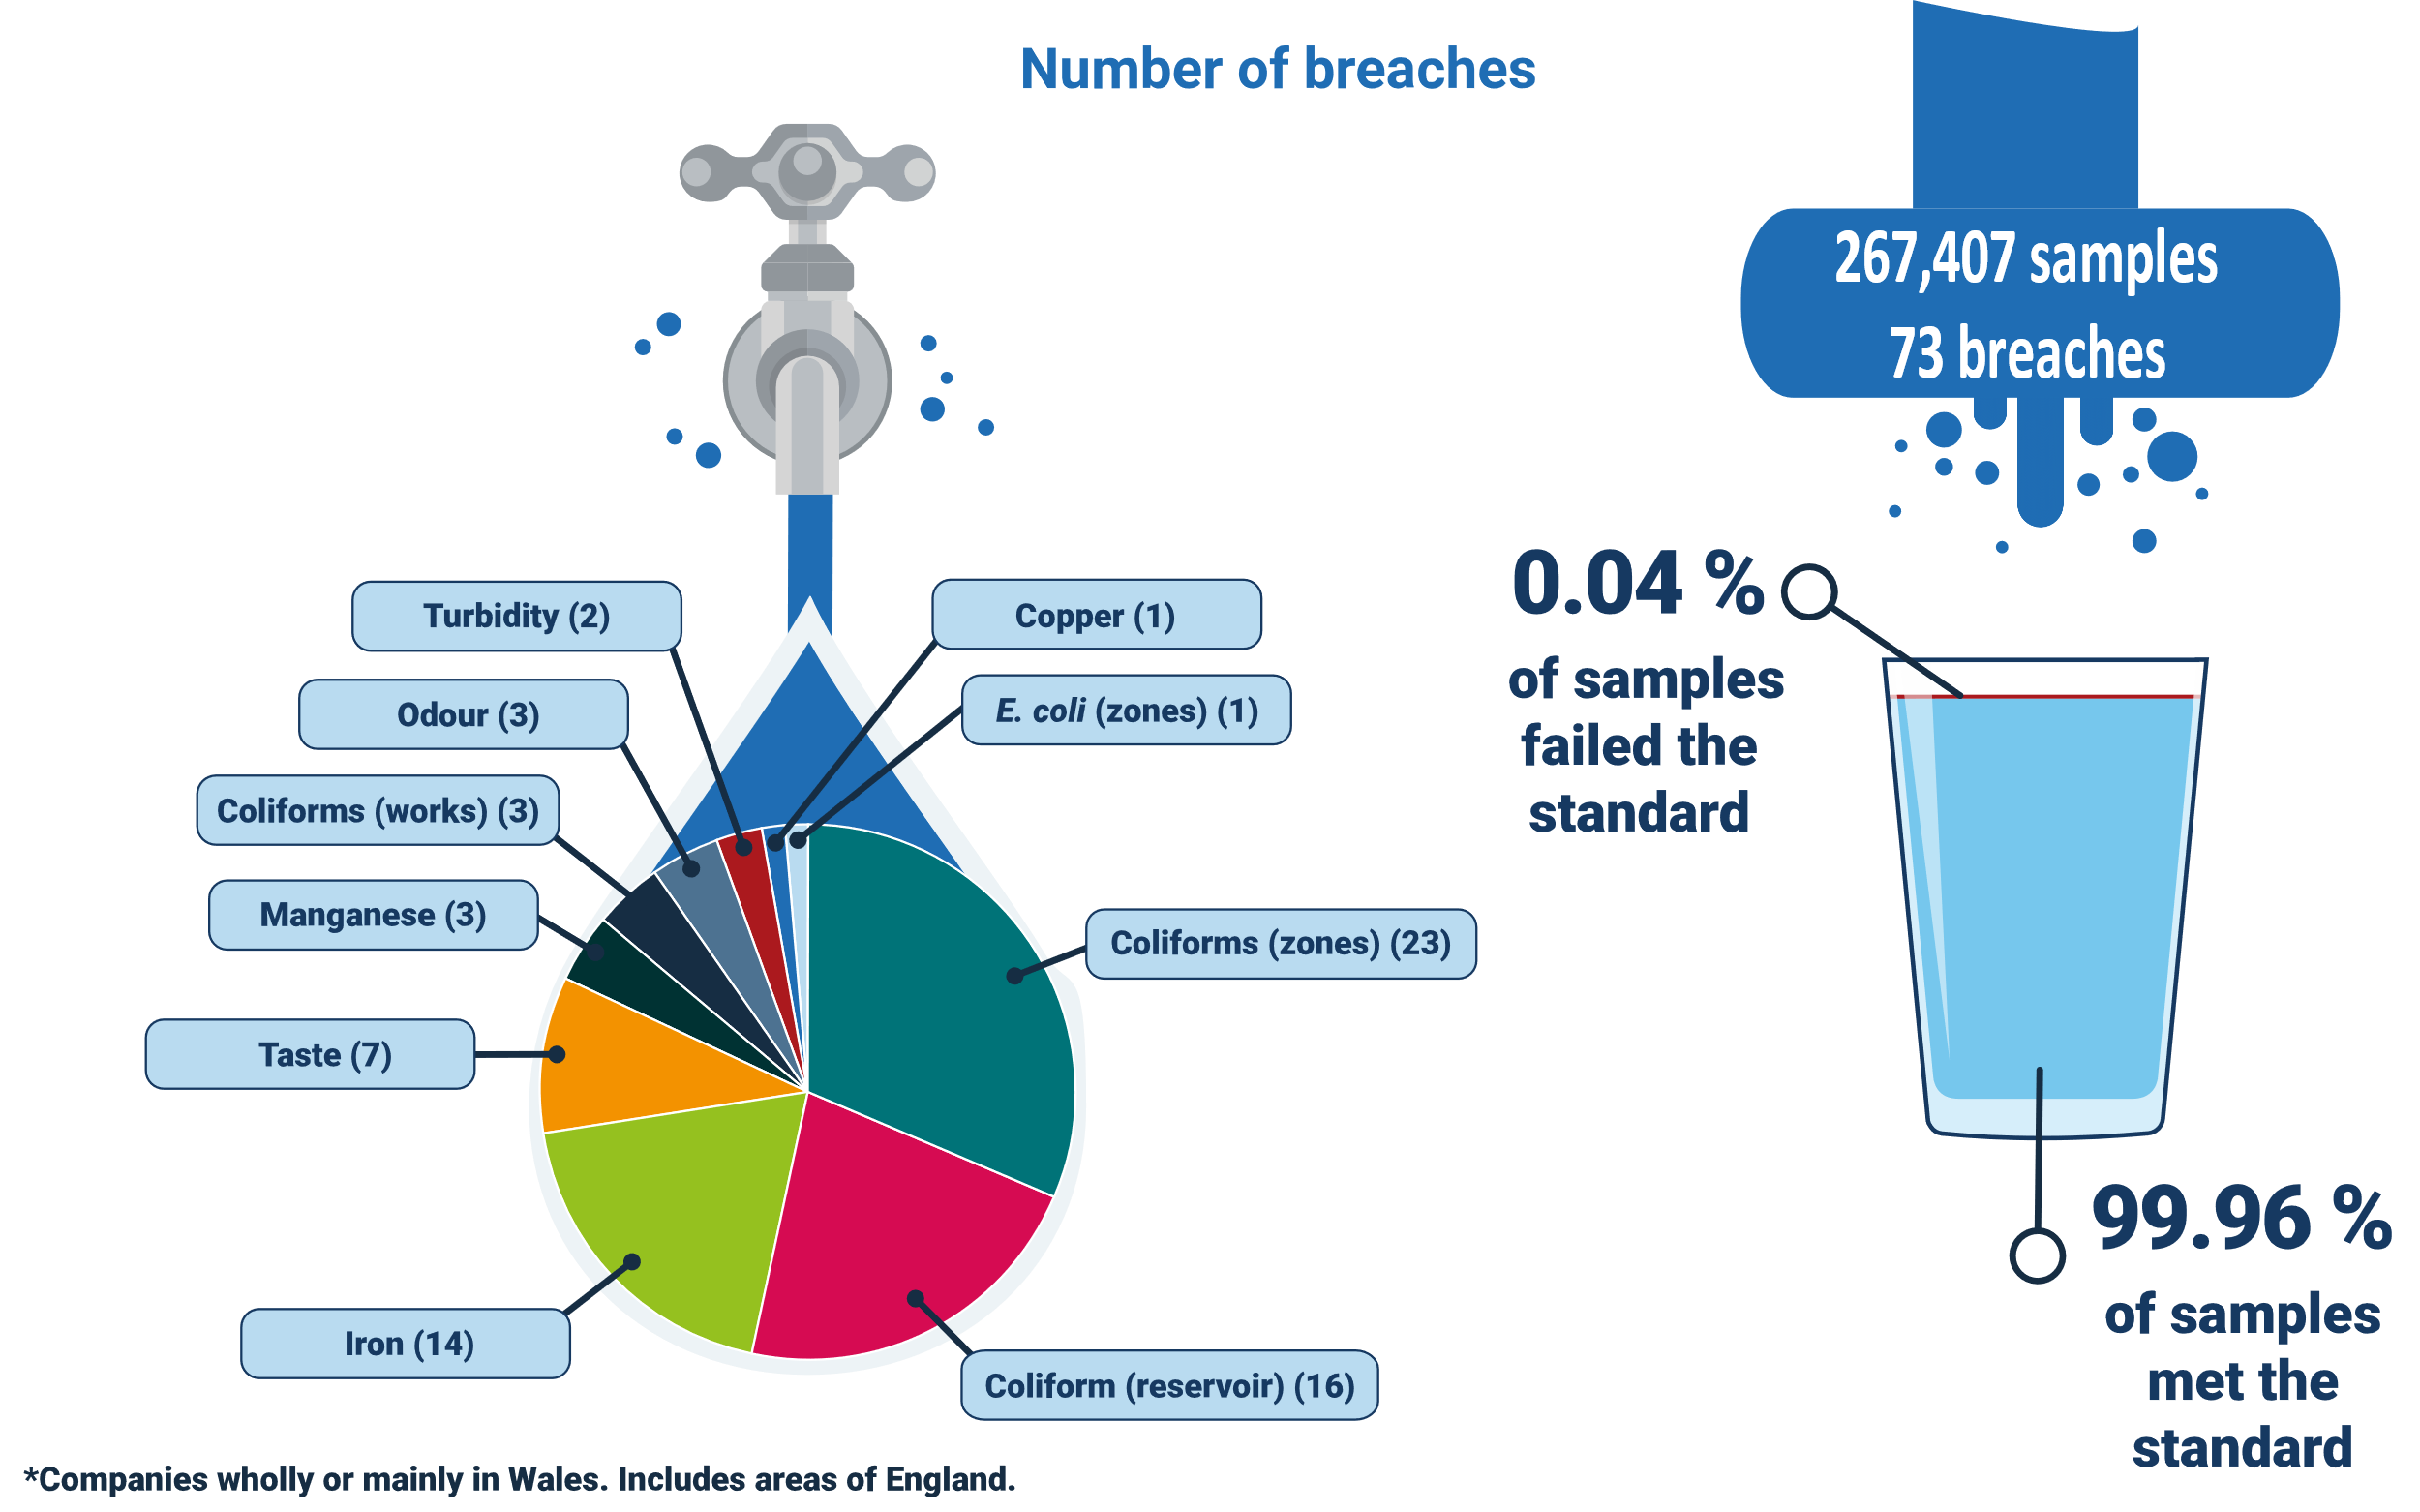 Number of breaches
267,407 samples
73 breaches
Turbidity (2)
Copper (1)
Odour (3)
E. coli (zones) (1)
Coliforms (works) (3)
Manganese (3)
Coliforms (zones) (23)
Taste (7)
Iron (14)
Coliform (reservoir) (16)
0.04 %
of samples
failed the
standard
99.96 %
of samples
met the
standard
*Companies wholly or mainly in Wales. Includes areas of England.